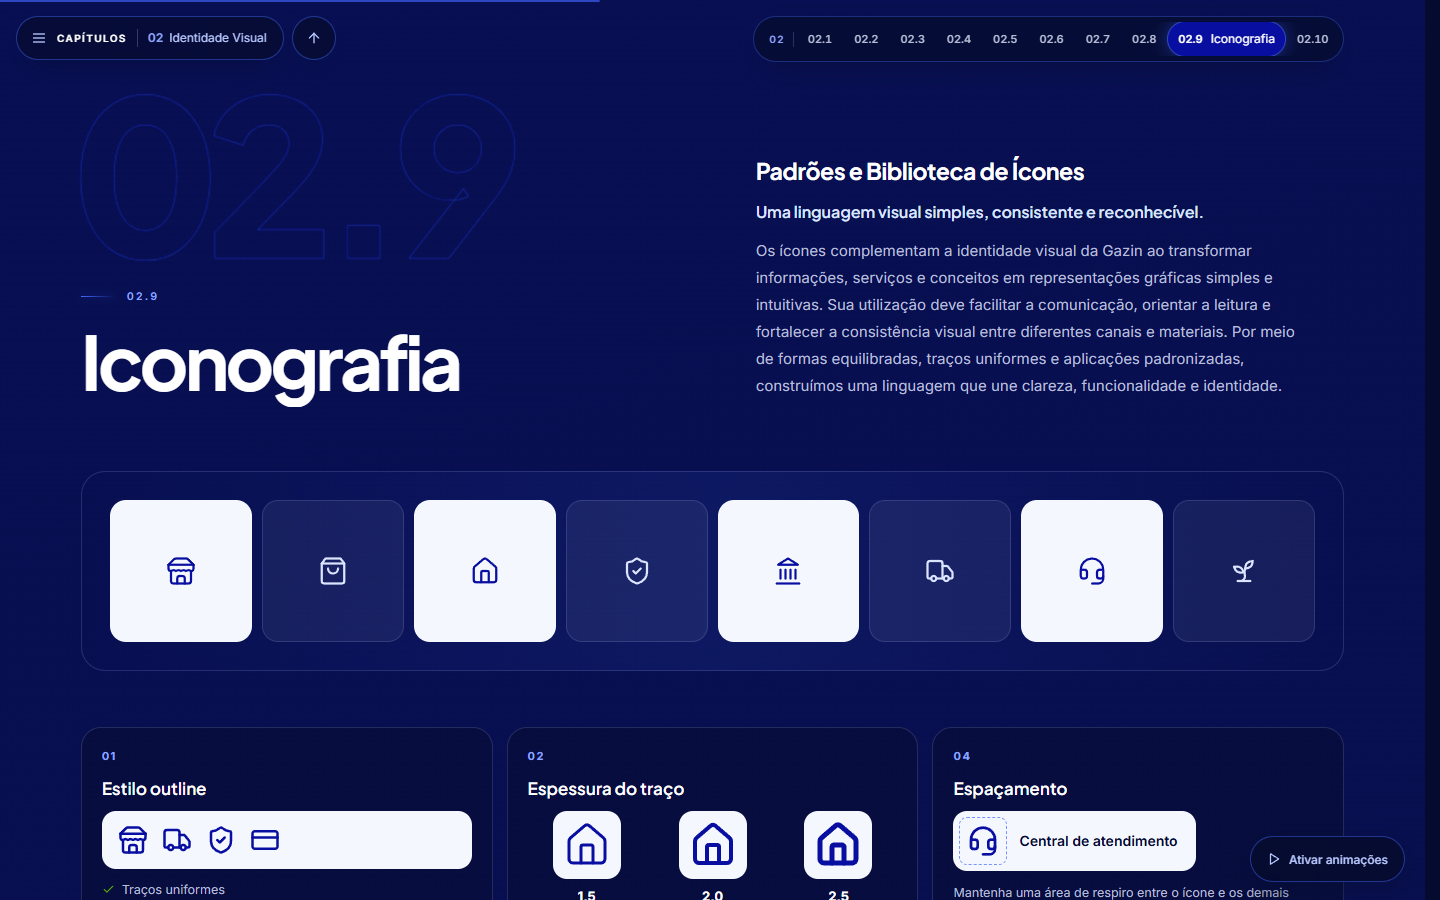 CAPÍTULOS
02 Identidade Visual
02
02.1
02.2
02.3
02.4
02.5
02.6
02.7
02.8
02.9 Iconografia
02.10
02.9
02.9
Iconografia
Padrões e Biblioteca de Ícones
Uma linguagem visual simples, consistente e reconhecível.
Os ícones complementam a identidade visual da Gazin ao transformar
informações, serviços e conceitos em representações gráficas simples e
intuitivas. Sua utilização deve facilitar a comunicação, orientar a leitura e
fortalecer a consistência visual entre diferentes canais e materiais. Por meio
de formas equilibradas, traços uniformes e aplicações padronizadas,
construímos uma linguagem que une clareza, funcionalidade e identidade.
01
Estilo outline
Traços uniformes
02
Espessura do traço
1.5
2.0
2.5
04
Espaçamento
Central de atendimento
Mantenha uma área de respiro entre o ícone e os demais
Ativar animações